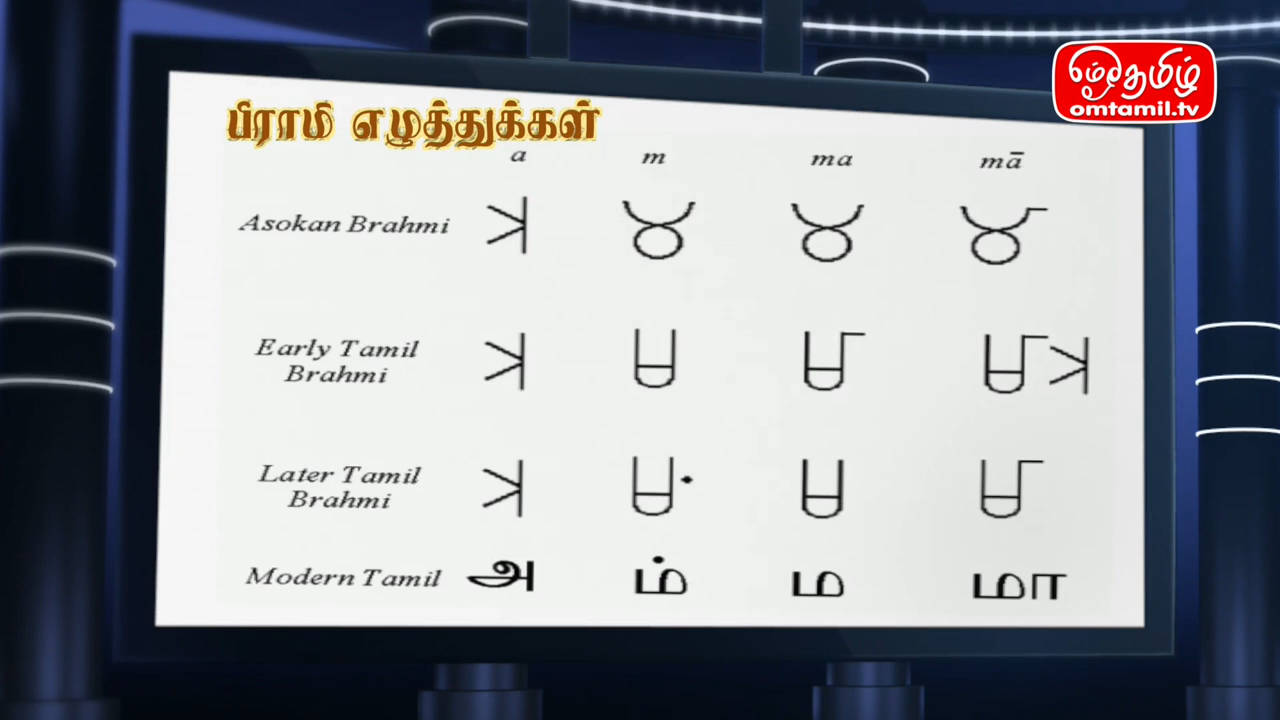 ஓம்தமிழ்
omtamil.tv
பிராமி எழுத்துக்கள்
a m ma mā
Asokan Brahmi 𑀅 𑀫 𑀫 𑀫𑀸
Early Tamil
Brahmi 𑀅 𑀫 𑀫𑀸 𑀫𑀸𑀅
Later Tamil
Brahmi 𑀅 𑀫𑁆 𑀫 𑀫𑀸
Modern Tamil அ ம் ம மா